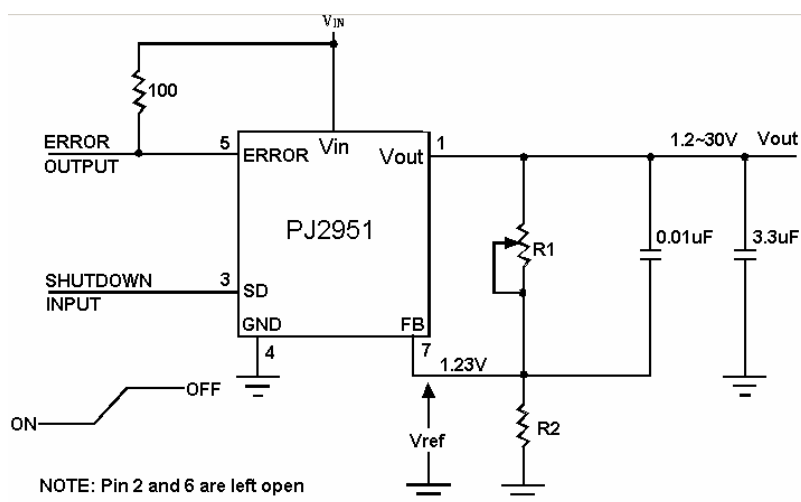 VIN
100
ERROR
OUTPUT
5
ERROR
Vin
Vout
1
1.2~30V
Vout
PJ2951
R1
0.01uF
3.3uF
SHUTDOWN
INPUT
3
SD
GND
FB
4
7
1.23V
ON
OFF
Vref
R2
NOTE: Pin 2 and 6 are left open